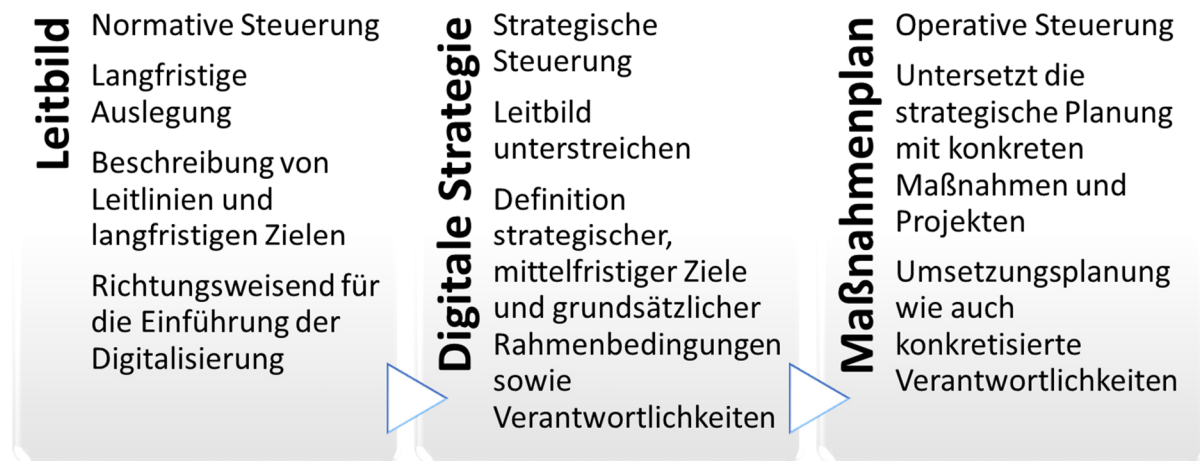 Leitbild
Normative Steuerung
Langfristige
Auslegung
Beschreibung von
Leitlinien und
langfristigen Zielen
Richtungsweisend für
die Einführung der
Digitalisierung
Digitale Strategie
Strategische
Steuerung
Leitbild
unterstreichen
Definition
strategischer,
mittelfristiger Ziele
und grundsätzlicher
Rahmenbedingungen
sowie
Verantwortlichkeiten
Maßnahmenplan
Operative Steuerung
Untersetzt die
strategische Planung
mit konkreten
Maßnahmen und
Projekten
Umsetzungsplanung
wie auch
konkretisierte
Verantwortlichkeiten